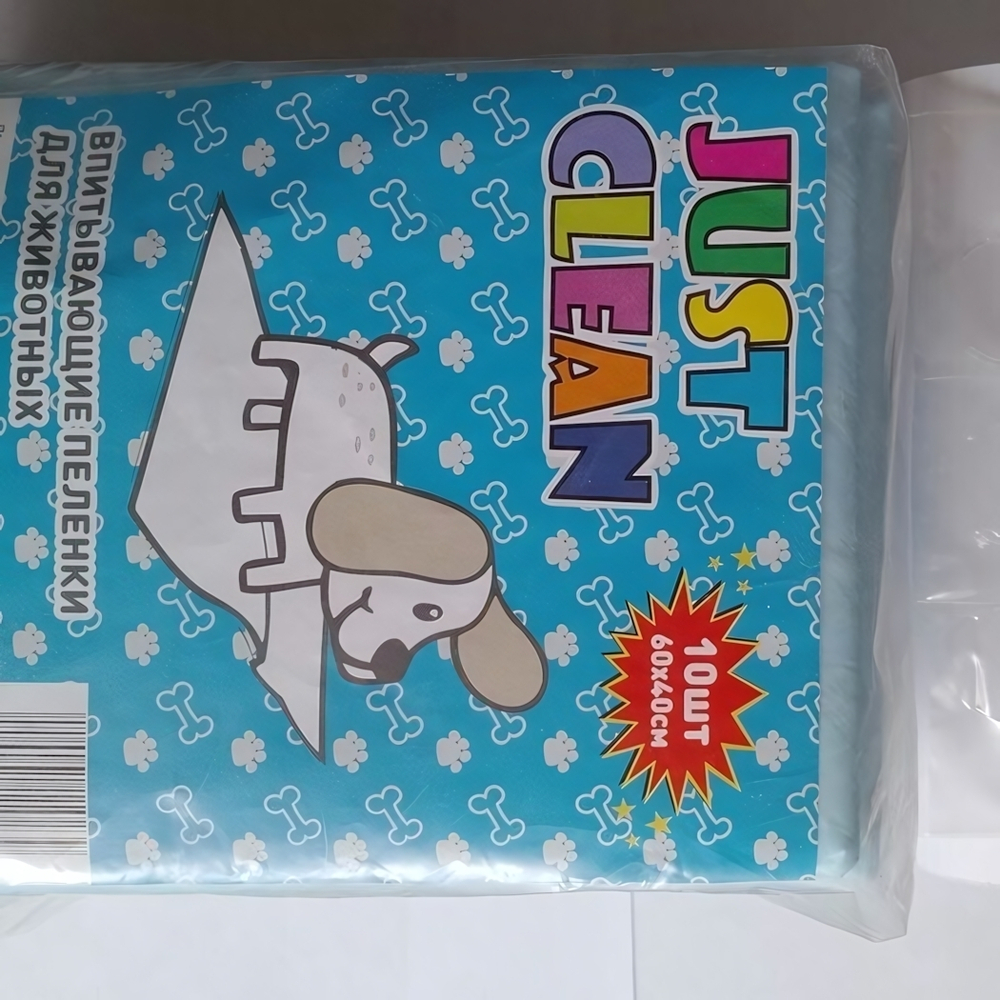 JUST
CLEAN
10ШТ
60х40см
ВПИТЫВАЮЩИЕ ПЕЛЕНКИ
ДЛЯ ЖИВОТНЫХ